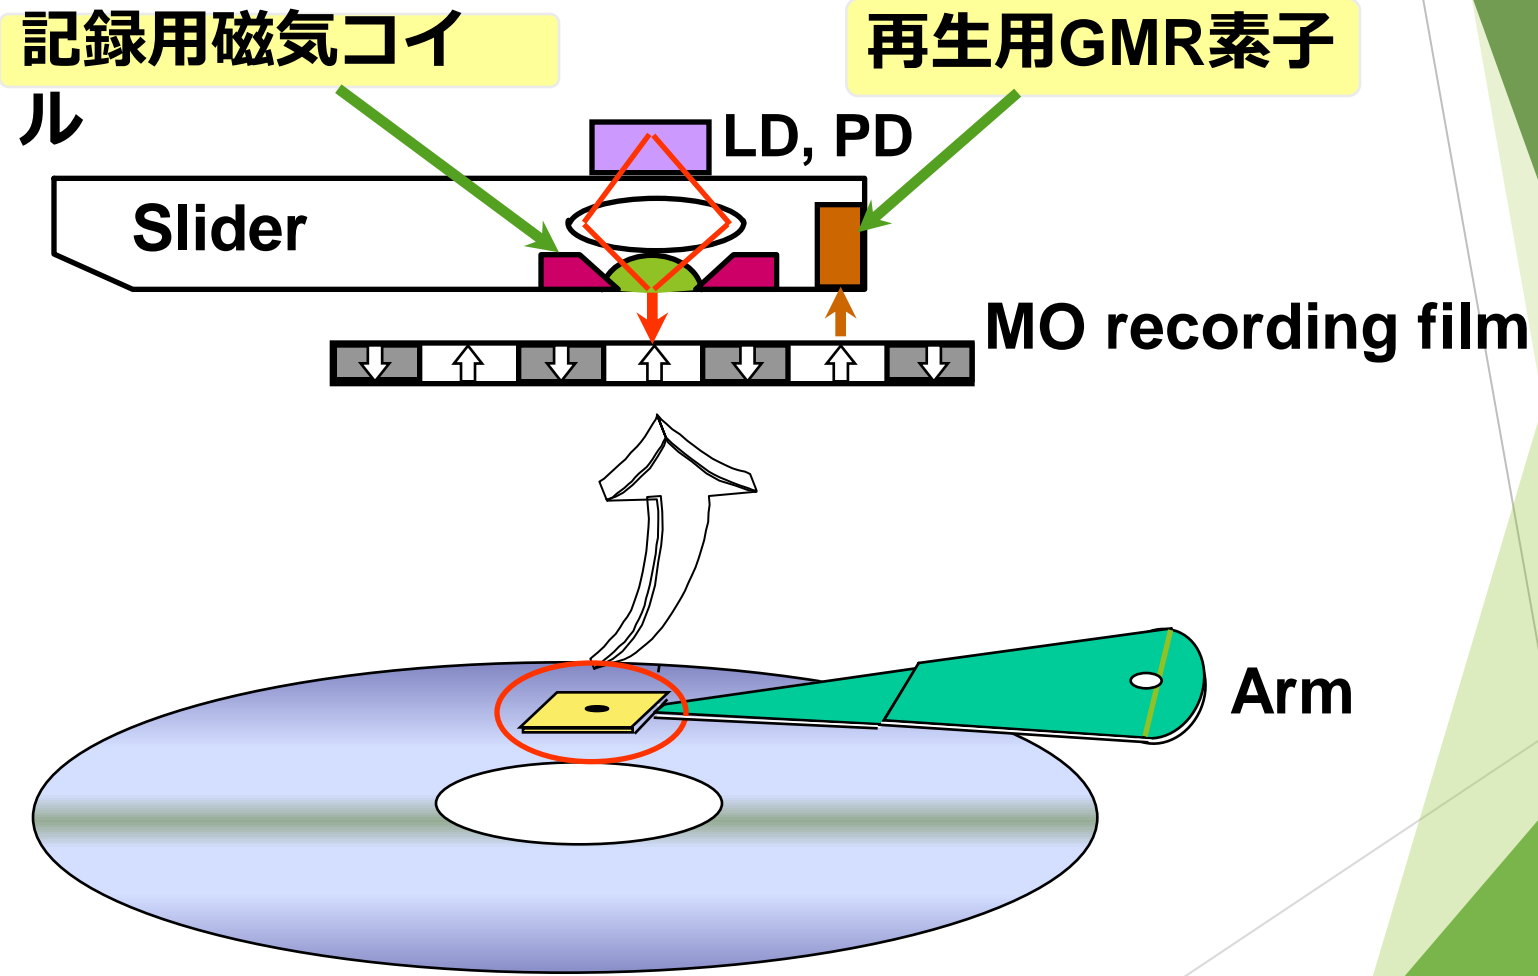 記録用磁気コイ
ル
再生用GMR素子
LD, PD
Slider
MO recording film
Arm